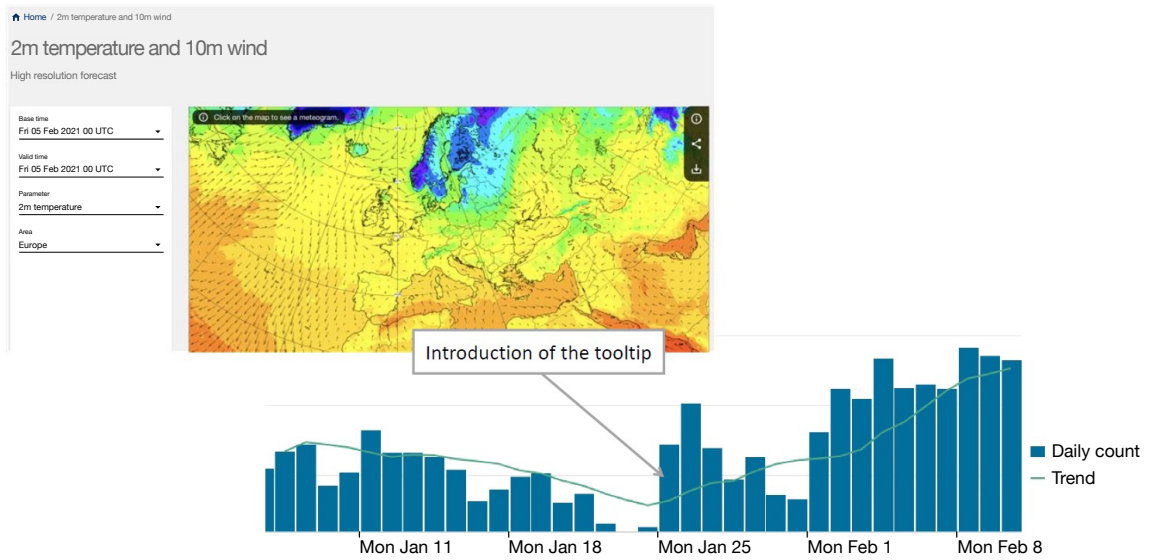 Home / 2m temperature and 10m wind
2m temperature and 10m wind
High resolution forecast
Base time
Fri 05 Feb 2021 00 UTC
Valid time
Fri 05 Feb 2021 00 UTC
Parameter
2m temperature
Area
Europe
Click on the map to see a meteogram.
Introduction of the tooltip
Daily count
Trend
Mon Jan 11
Mon Jan 18
Mon Jan 25
Mon Feb 1
Mon Feb 8